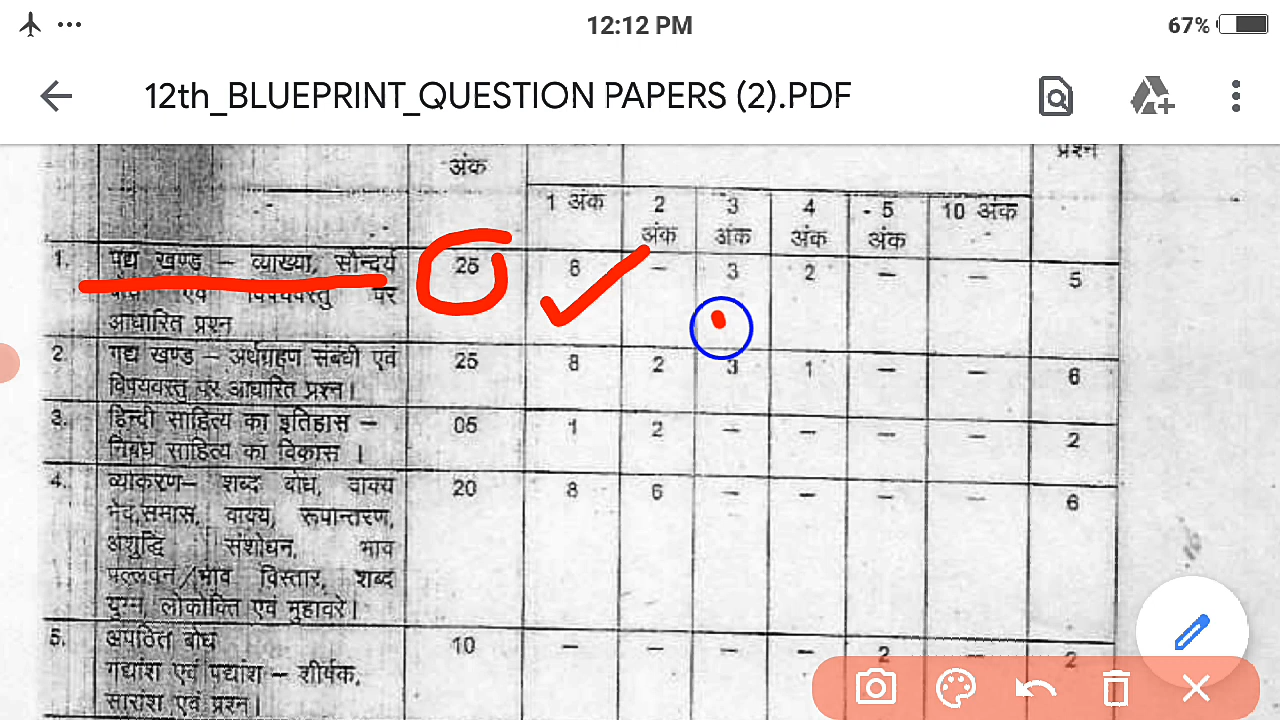 12:12 PM
67%
12th_BLUEPRINT_QUESTION PAPERS (2).PDF
अंक
प्रश्न
1 अंक
2 अंक
3 अंक
4 अंक
- 5 अंक
10 अंक
1. पद्य खण्ड – व्याख्या, सौन्दर्य
एवं विषयवस्तु पर
आधारित प्रश्न
8 – 3 2 – – 5
2. गद्य खण्ड – अर्थग्रहण संबंधी एवं
विषयवस्तु पर आधारित प्रश्न।
25 8 2 3 1 – – 6
3. हिन्दी साहित्य का इतिहास –
निबंध साहित्य का विकास ।
05 1 2 – – – – 2
4. व्याकरण– शब्द बोध, वाक्य
भेद,समास, वाक्य, रूपान्तरण,
अशुद्धि संशोधन, भाव
पल्लवन/भाव विस्तार, शब्द
युग्म, लोकोक्ति एवं मुहावरे।
20 8 6 – – – – 6
5. अपठित बोध
गद्यांश एवं पद्यांश – शीर्षक,
सारांश एवं प्रश्न।
10 – – – – 2 2